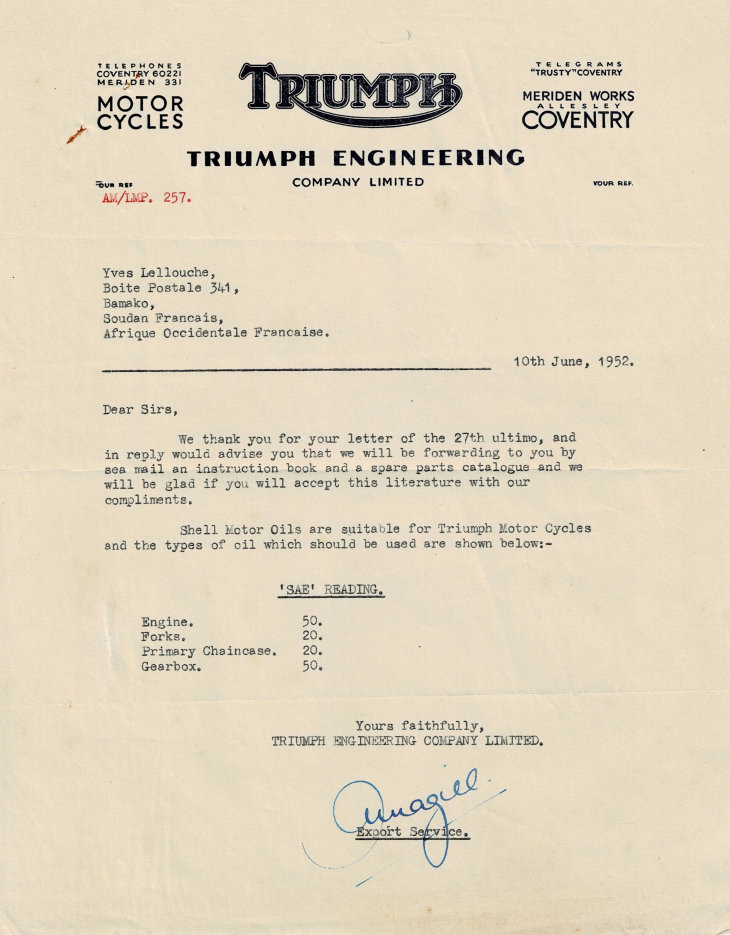 TELEPHONES
COVENTRY 60221
MERIDEN 331
MOTOR
CYCLES
TRIUMPH
TELEGRAMS
"TRUSTY" COVENTRY
MERIDEN WORKS
ALLESLEY
COVENTRY
TRIUMPH ENGINEERING
COMPANY LIMITED
OUR REF
YOUR REF.
AM/LMP. 257.
Yves Lellouche,
Boite Postale 341,
Bamako,
Soudan Francais,
Afrique Occidentale Francaise.
10th June, 1952.
Dear Sirs,
We thank you for your letter of the 27th ultimo, and
in reply would advise you that we will be forwarding to you by
sea mail an instruction book and a spare parts catalogue and we
will be glad if you will accept this literature with our
compliments.
Shell Motor Oils are suitable for Triumph Motor Cycles
and the types of oil which should be used are shown below:-
'SAE' READING.
Engine. 50.
Forks. 20.
Primary Chaincase. 20.
Gearbox. 50.
Yours faithfully,
TRIUMPH ENGINEERING COMPANY LIMITED.
Export Service.